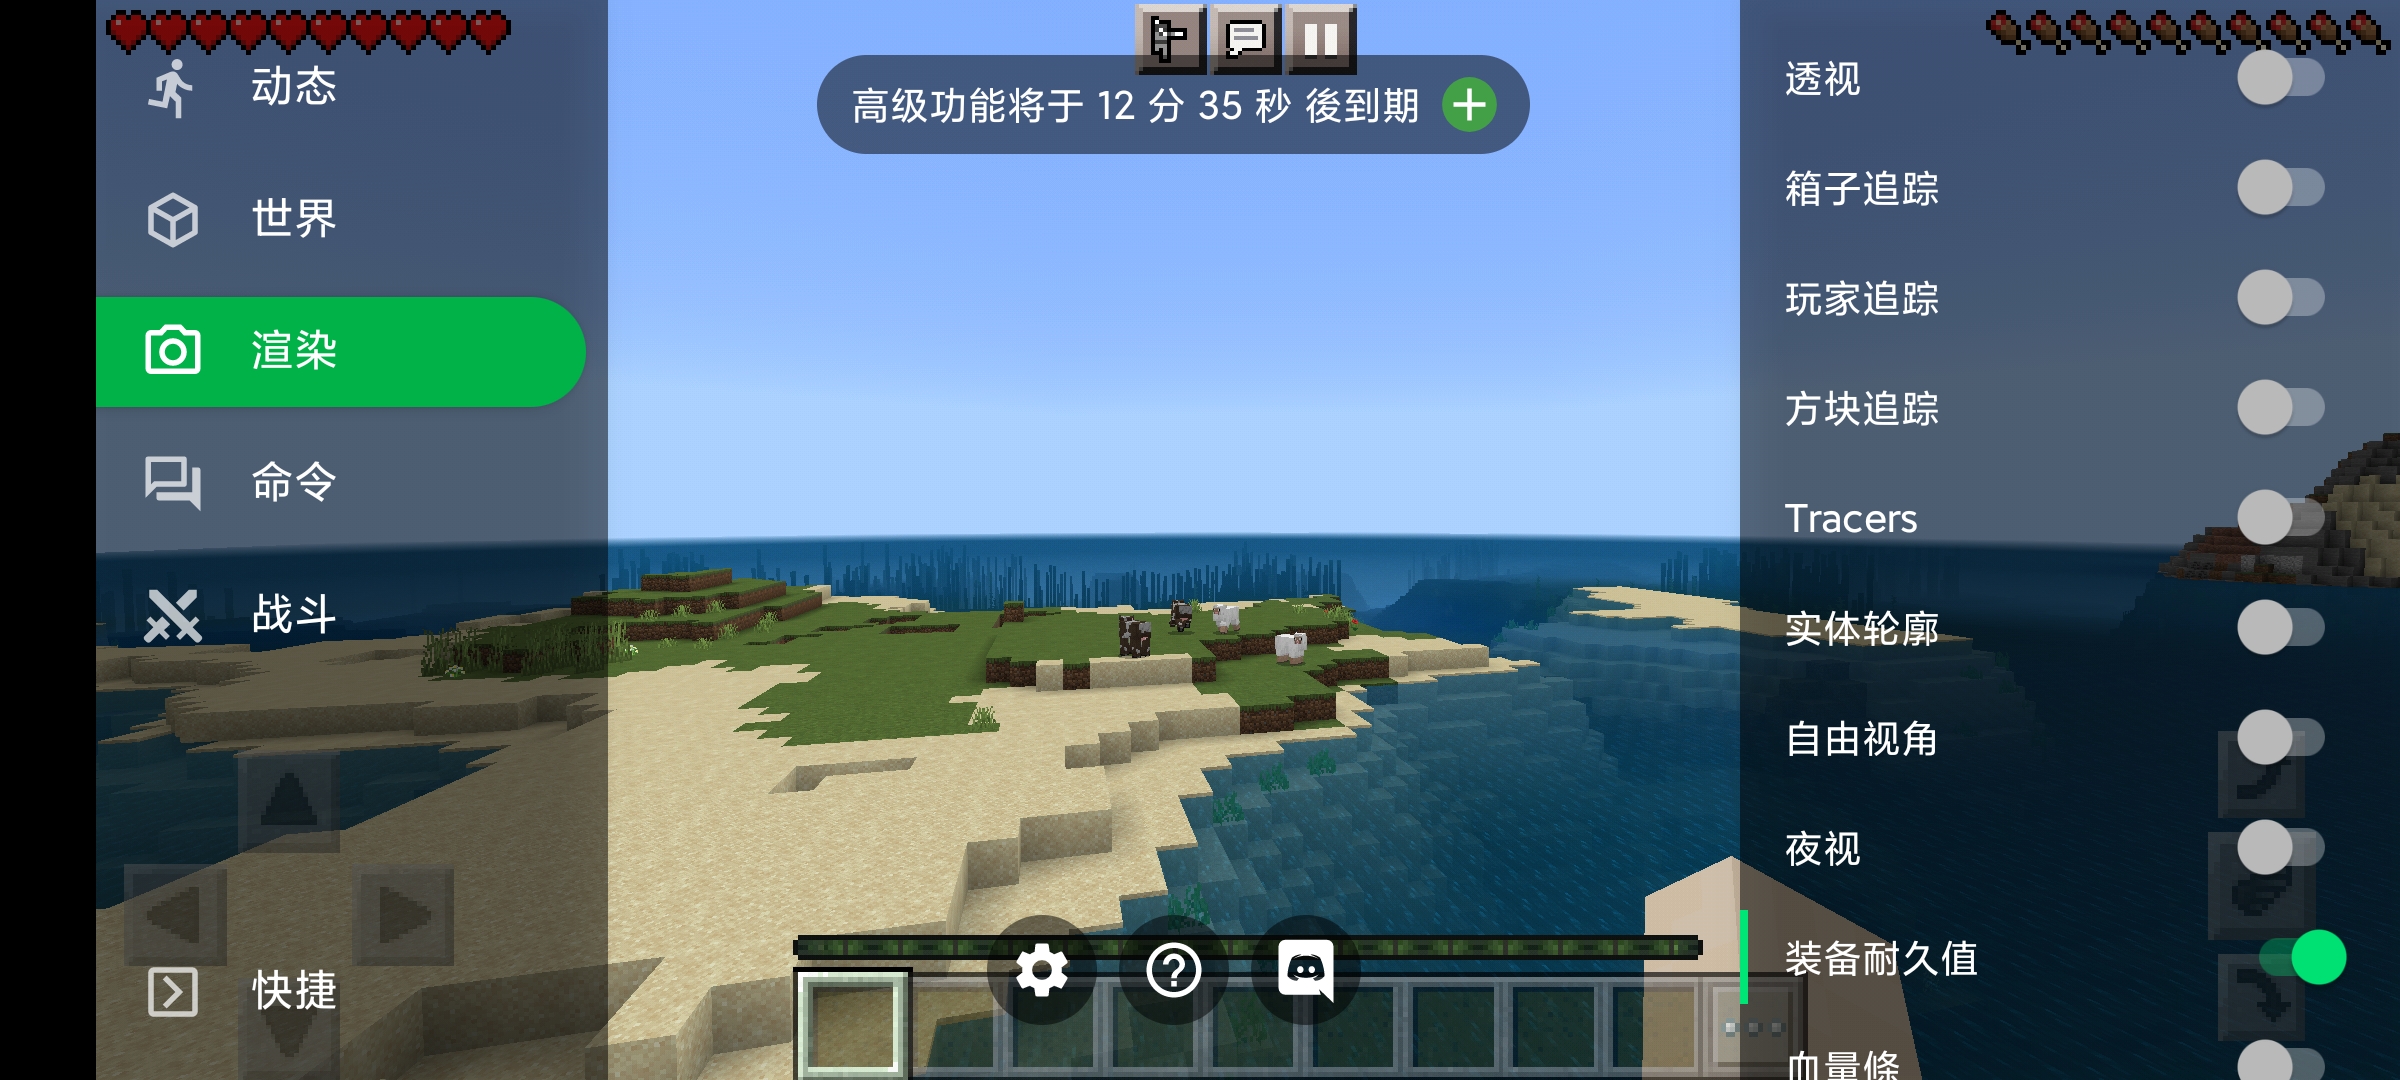 动态
世界
渲染
命令
战斗
快捷
高级功能将于 12 分 35 秒 後到期
透视
箱子追踪
玩家追踪
方块追踪
Tracers
实体轮廓
自由视角
夜视
装备耐久值
血量條